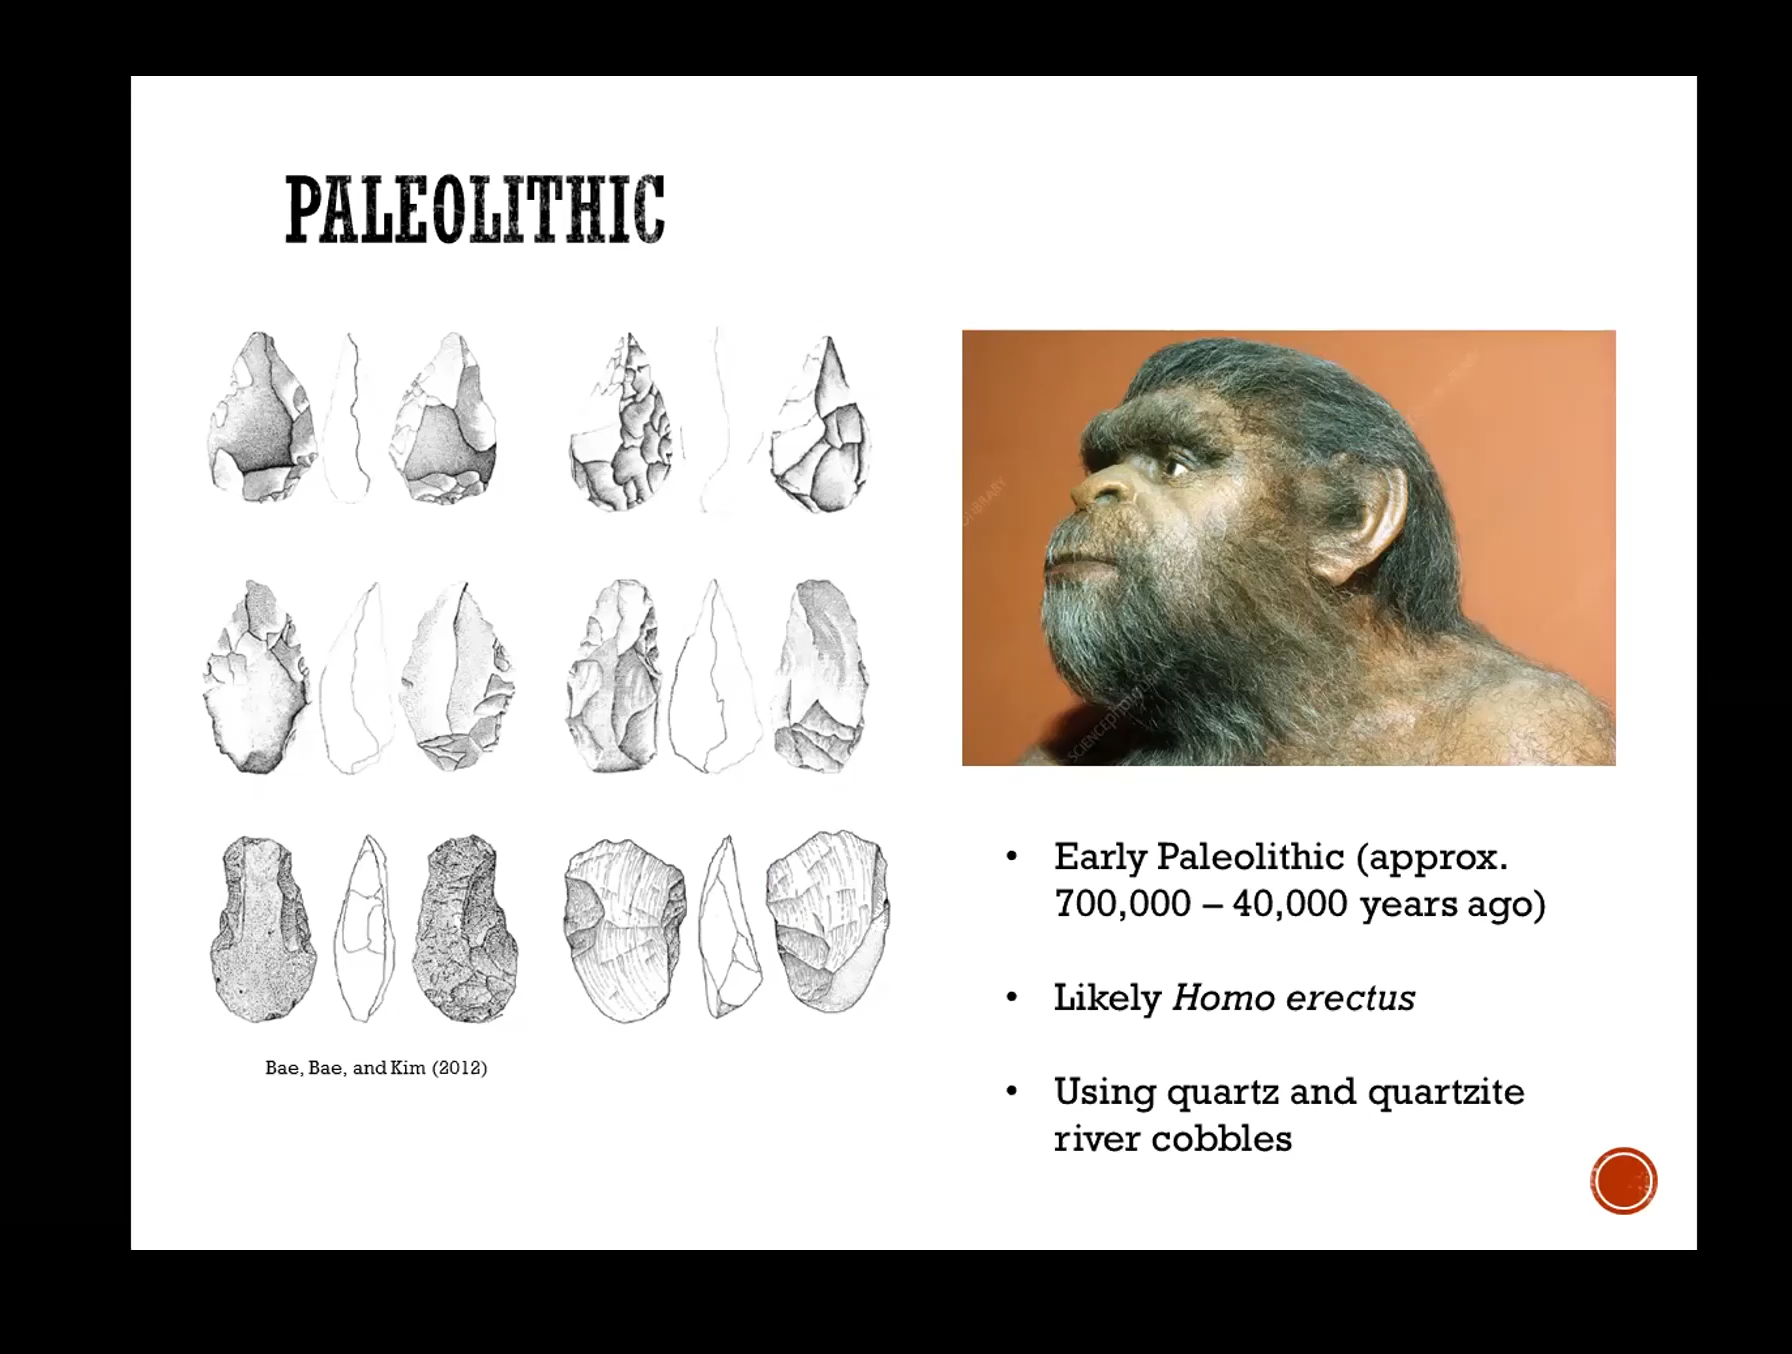 PALEOLITHIC
Bae, Bae, and Kim (2012)
• Early Paleolithic (approx.
700,000 – 40,000 years ago)
• Likely Homo erectus
• Using quartz and quartzite
river cobbles